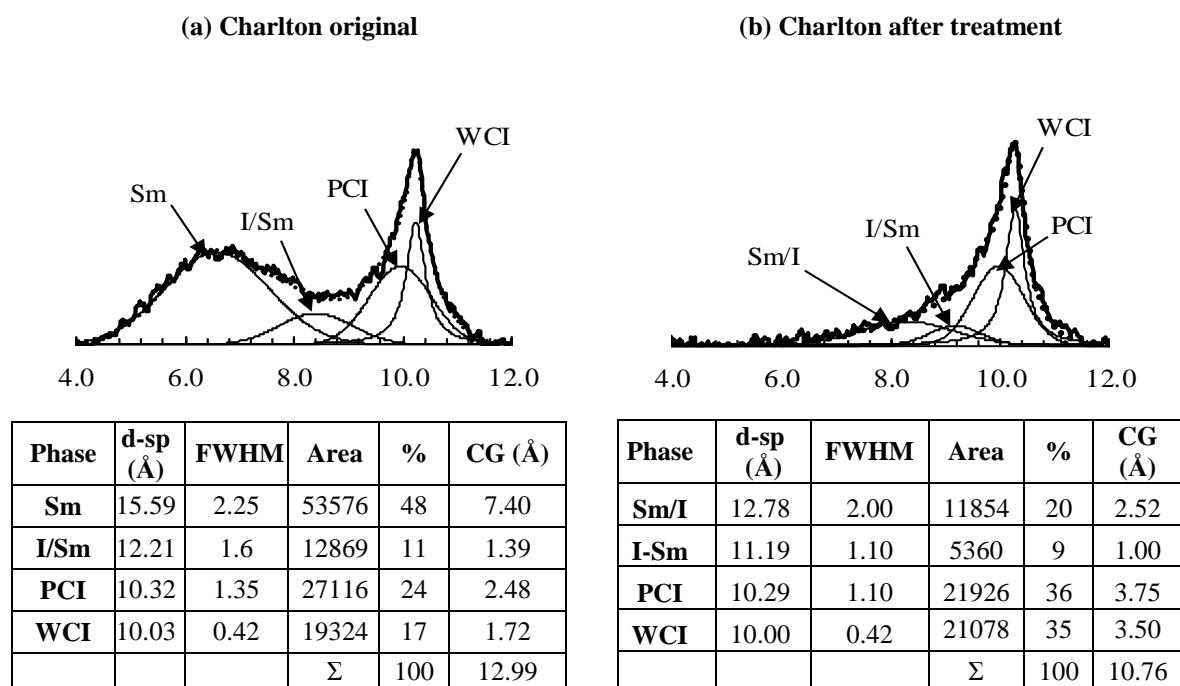 (a) Charlton original
WCI
PCI
Sm
I/Sm
4.0 6.0 8.0 10.0 12.0
Phase d-sp (Å) FWHM Area % CG (Å)
Sm 15.59 2.25 53576 48 7.40
I/Sm 12.21 1.6 12869 11 1.39
PCI 10.32 1.35 27116 24 2.48
WCI 10.03 0.42 19324 17 1.72
Σ 100 12.99
(b) Charlton after treatment
WCI
I/Sm
PCI
Sm/I
4.0 6.0 8.0 10.0 12.0
Phase d-sp (Å) FWHM Area % CG (Å)
Sm/I 12.78 2.00 11854 20 2.52
I-Sm 11.19 1.10 5360 9 1.00
PCI 10.29 1.10 21926 36 3.75
WCI 10.00 0.42 21078 35 3.50
Σ 100 10.76